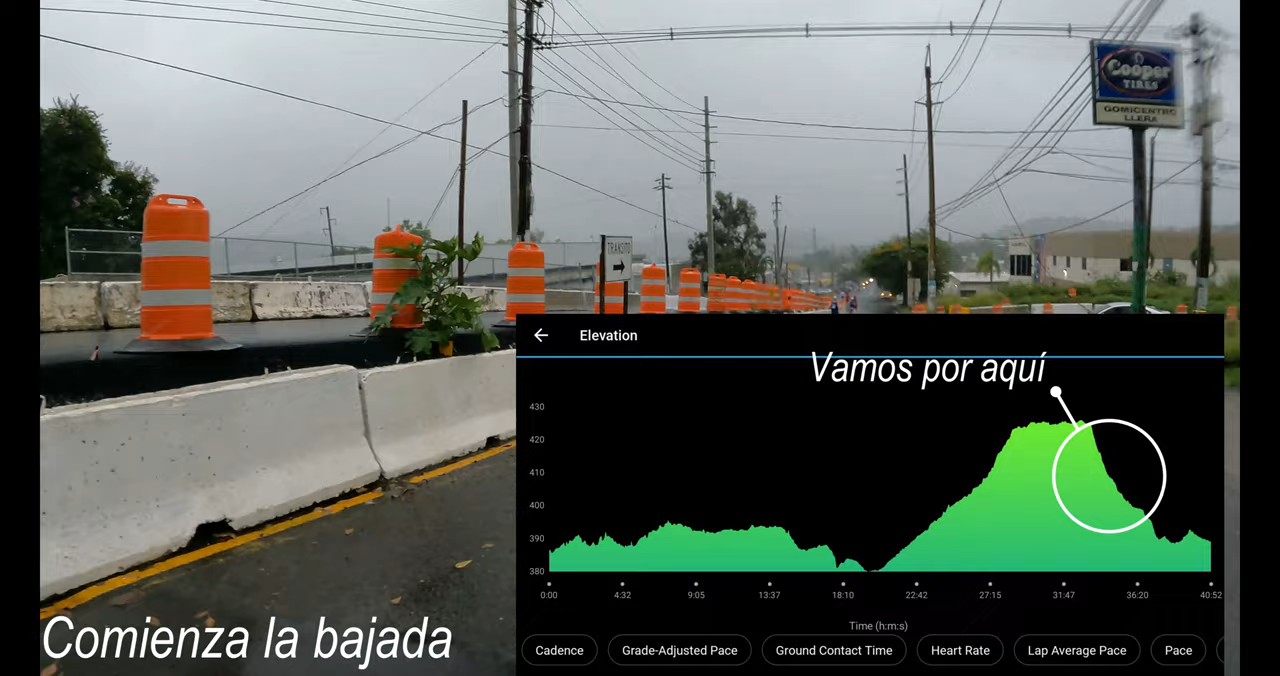 Cooper
TIRES
GOMICENTRO
LLERA
TRANSITO
Elevation
Vamos por aquí
430
420
410
400
390
380
0:00 4:32 9:05 13:37 18:10 22:42 27:15 31:47 36:20 40:52
Time (h:m:s)
Cadence Grade-Adjusted Pace Ground Contact Time Heart Rate Lap Average Pace Pace
Comienza la bajada